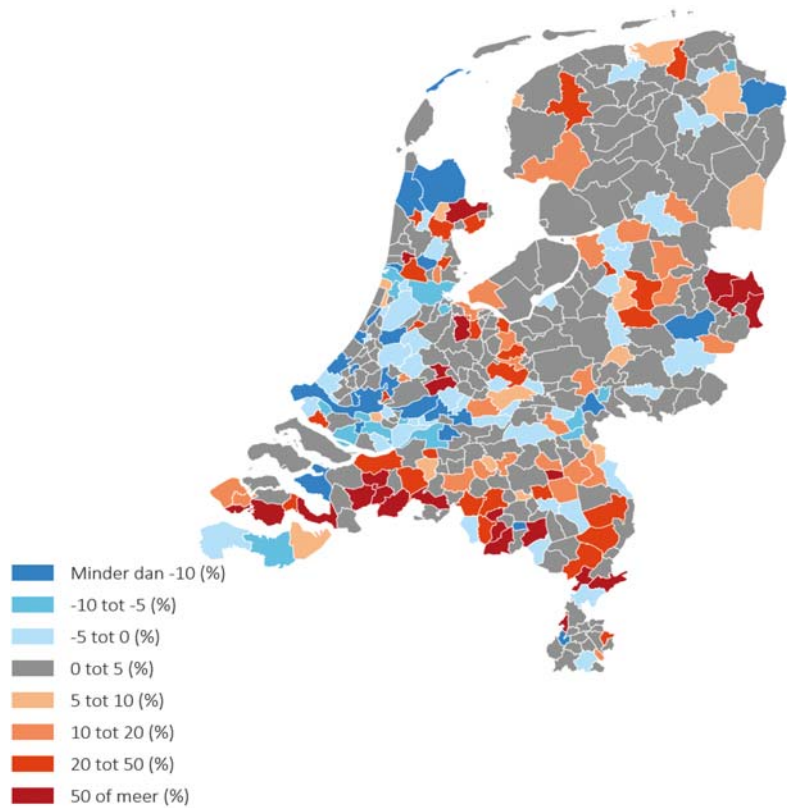 Minder dan -10 (%)
-10 tot -5 (%)
-5 tot 0 (%)
0 tot 5 (%)
5 tot 10 (%)
10 tot 20 (%)
20 tot 50 (%)
50 of meer (%)